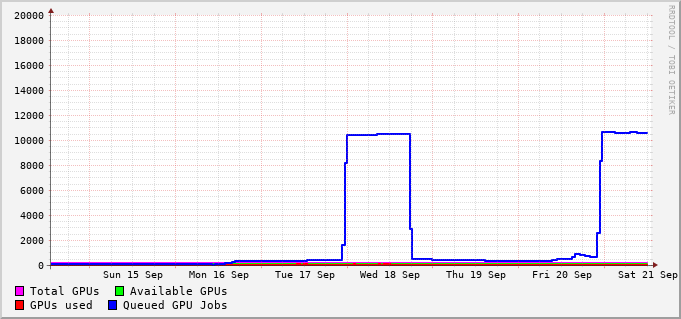 20000
18000
16000
14000
12000
10000
8000
6000
4000
2000
0
Sun 15 Sep Mon 16 Sep Tue 17 Sep Wed 18 Sep Thu 19 Sep Fri 20 Sep Sat 21 Sep
Total GPUs Available GPUs
GPUs used Queued GPU Jobs
RRDTOOL / TOBI OETIKER